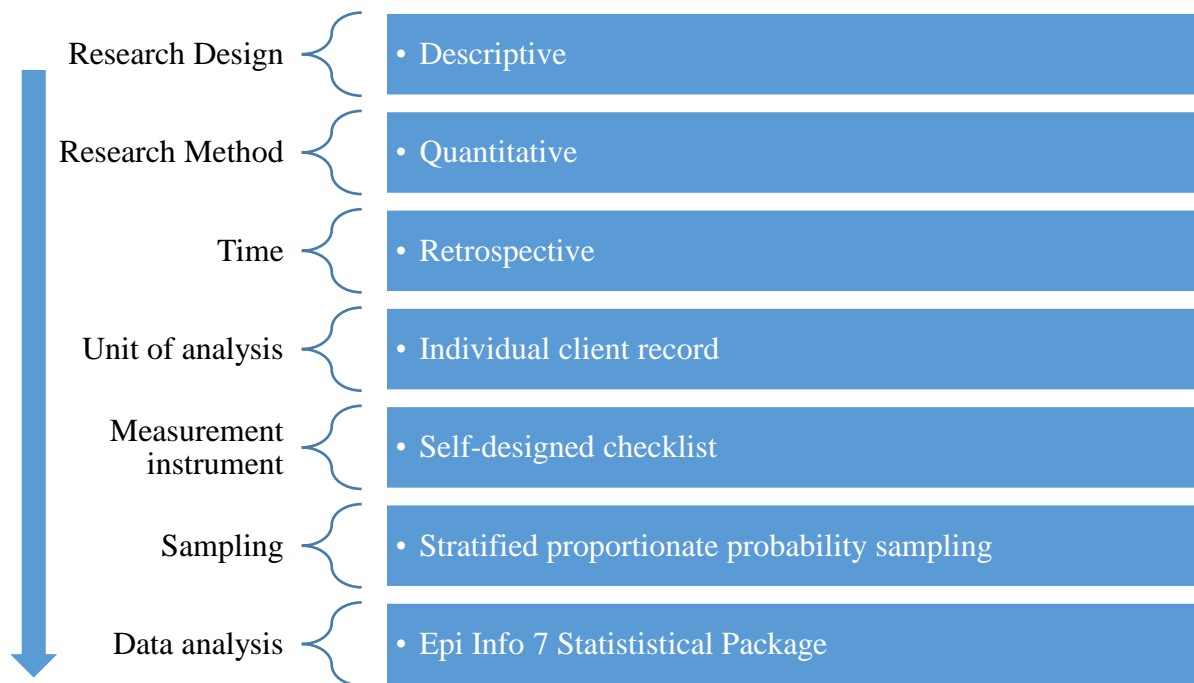 Research Design
• Descriptive
Research Method
• Quantitative
Time
• Retrospective
Unit of analysis
• Individual client record
Measurement
instrument
• Self-designed checklist
Sampling
• Stratified proportionate probability sampling
Data analysis
• Epi Info 7 Statististical Package